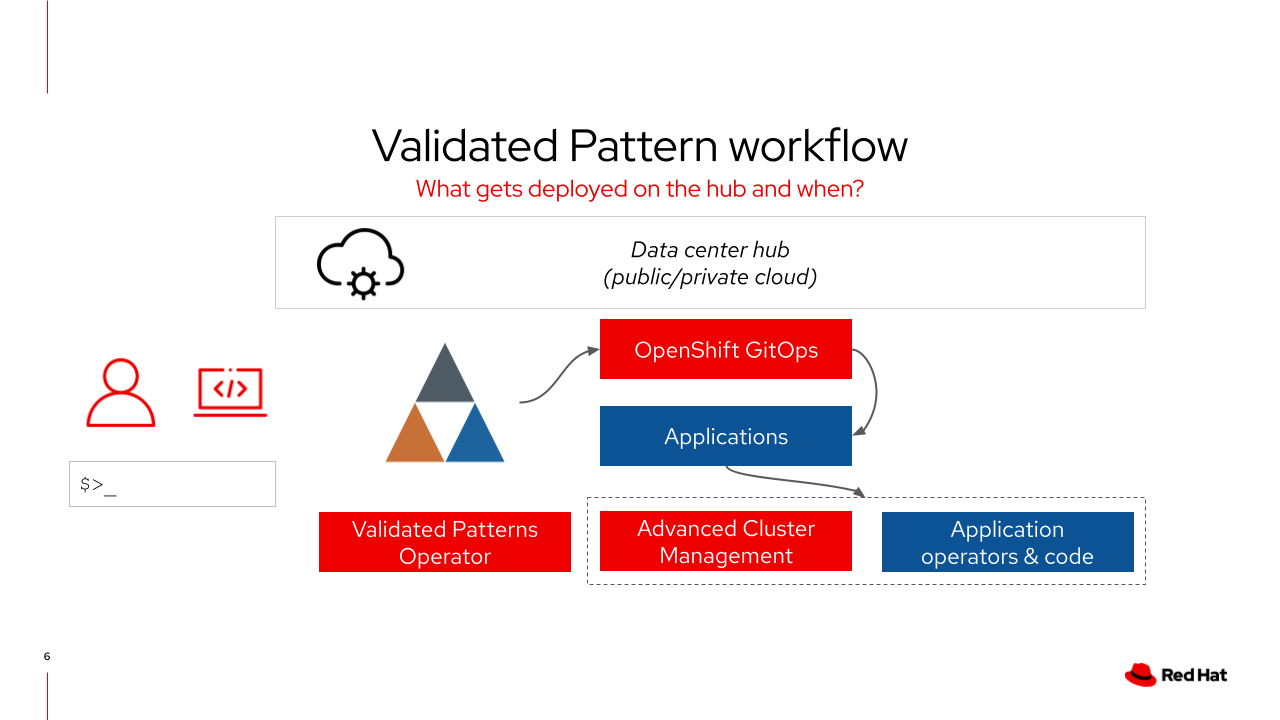 Validated Pattern workflow
What gets deployed on the hub and when?
Data center hub
(public/private cloud)
OpenShift GitOps
</>
Applications
$>_
Validated Patterns
Operator
Advanced Cluster
Management
Application
operators & code
6
Red Hat